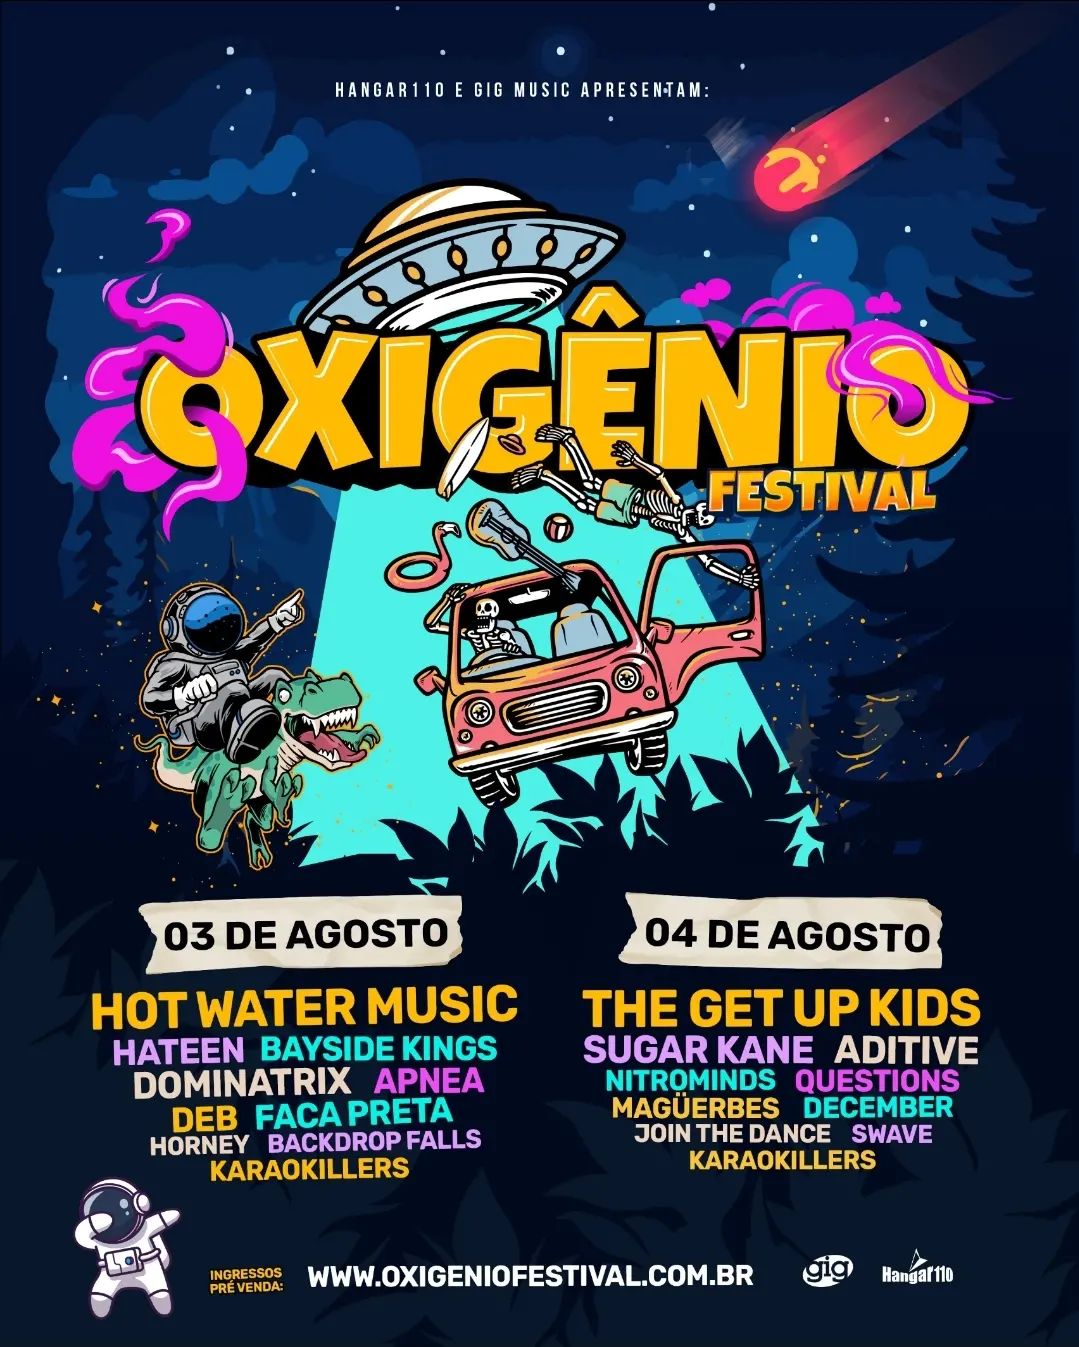 HANGAR110 E GIG MUSIC APRESENTAM:
OXIGÊNIO
FESTIVAL
03 DE AGOSTO
HOT WATER MUSIC
HATEEN BAYSIDE KINGS
DOMINATRIX APNEA
DEB FACA PRETA
HORNEY BACKDROP FALLS
KARAOKILLERS
04 DE AGOSTO
THE GET UP KIDS
SUGAR KANE ADITIVE
NITROMINDS QUESTIONS
MAGÜERBES DECEMBER
JOIN THE DANCE SWAVE
KARAOKILLERS
INGRESSOS
PRÉ VENDA:
WWW.OXIGENIOFESTIVAL.COM.BR
gig
Hangar110